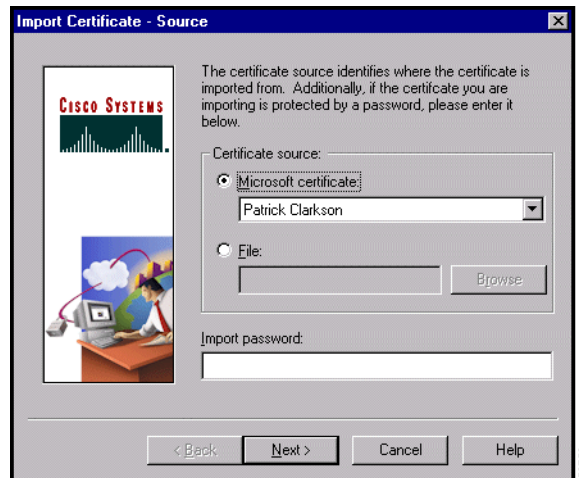 Import Certificate - Source
CISCO SYSTEMS
The certificate source identifies where the certificate is
imported from. Additionally, if the certifcate you are
importing is protected by a password, please enter it
below.
Certificate source:
Microsoft certificate:
Patrick Clarkson
File:
Browse
Import password:
< Back
Next >
Cancel
Help